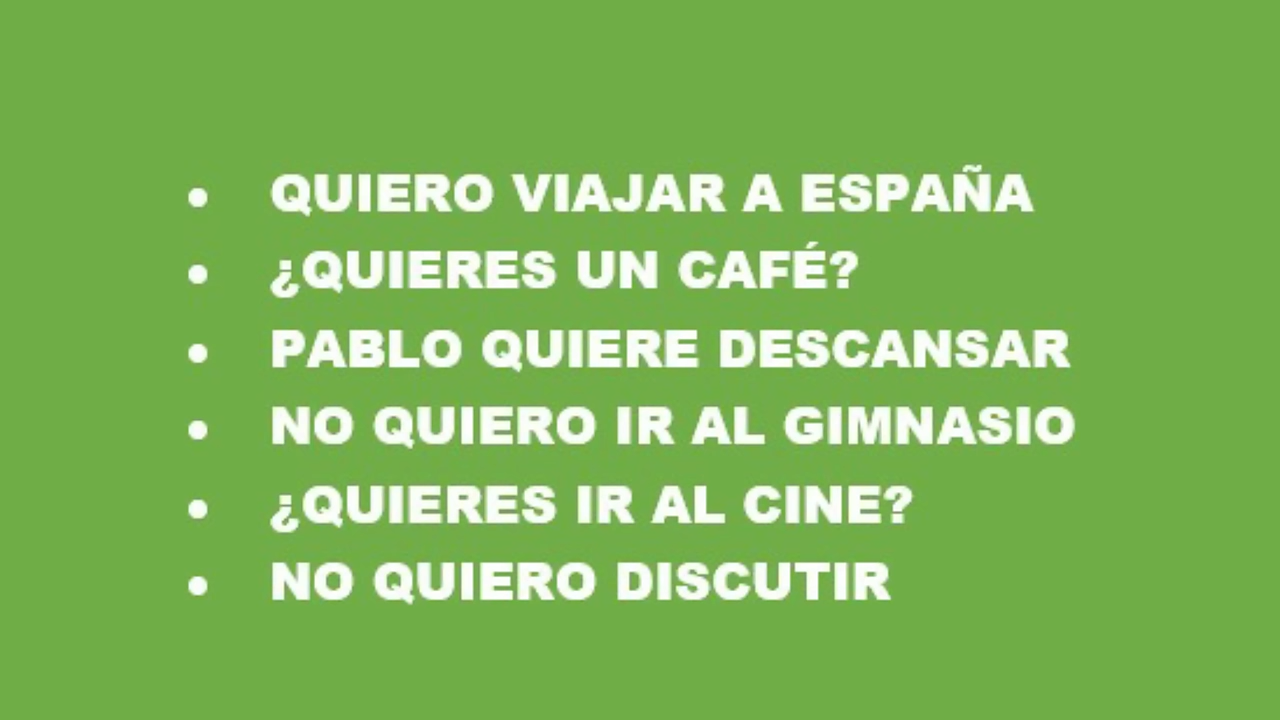 • QUIERO VIAJAR A ESPAÑA
• ¿QUIERES UN CAFÉ?
• PABLO QUIERE DESCANSAR
• NO QUIERO IR AL GIMNASIO
• ¿QUIERES IR AL CINE?
• NO QUIERO DISCUTIR